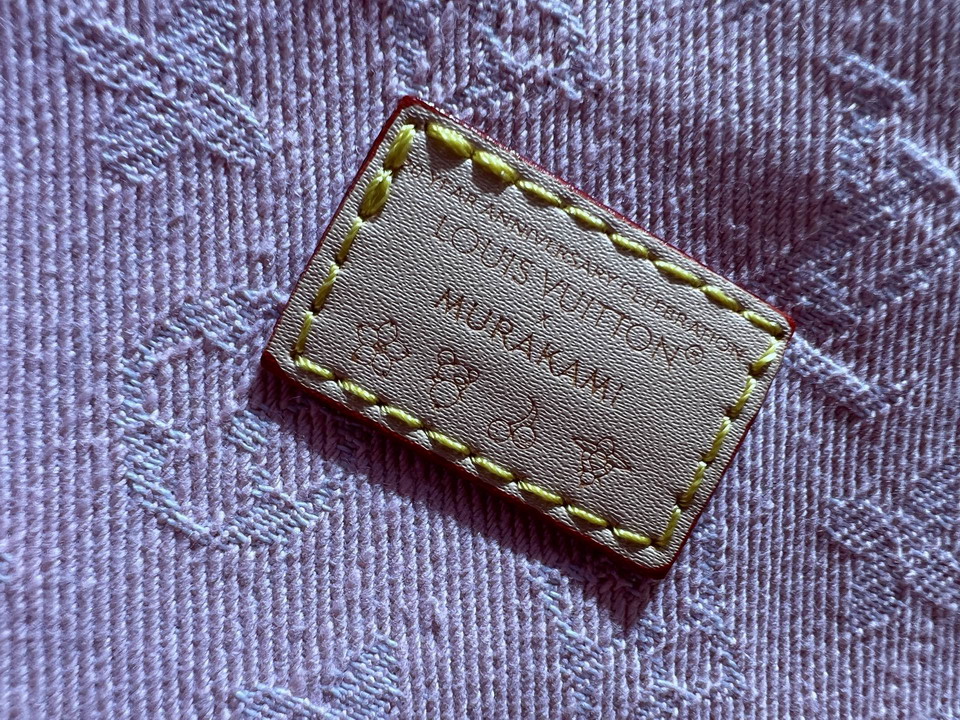 YEAR ANNIVERSARY CELEBRATION
LOUIS VUITTON®
x
MURAKAMI